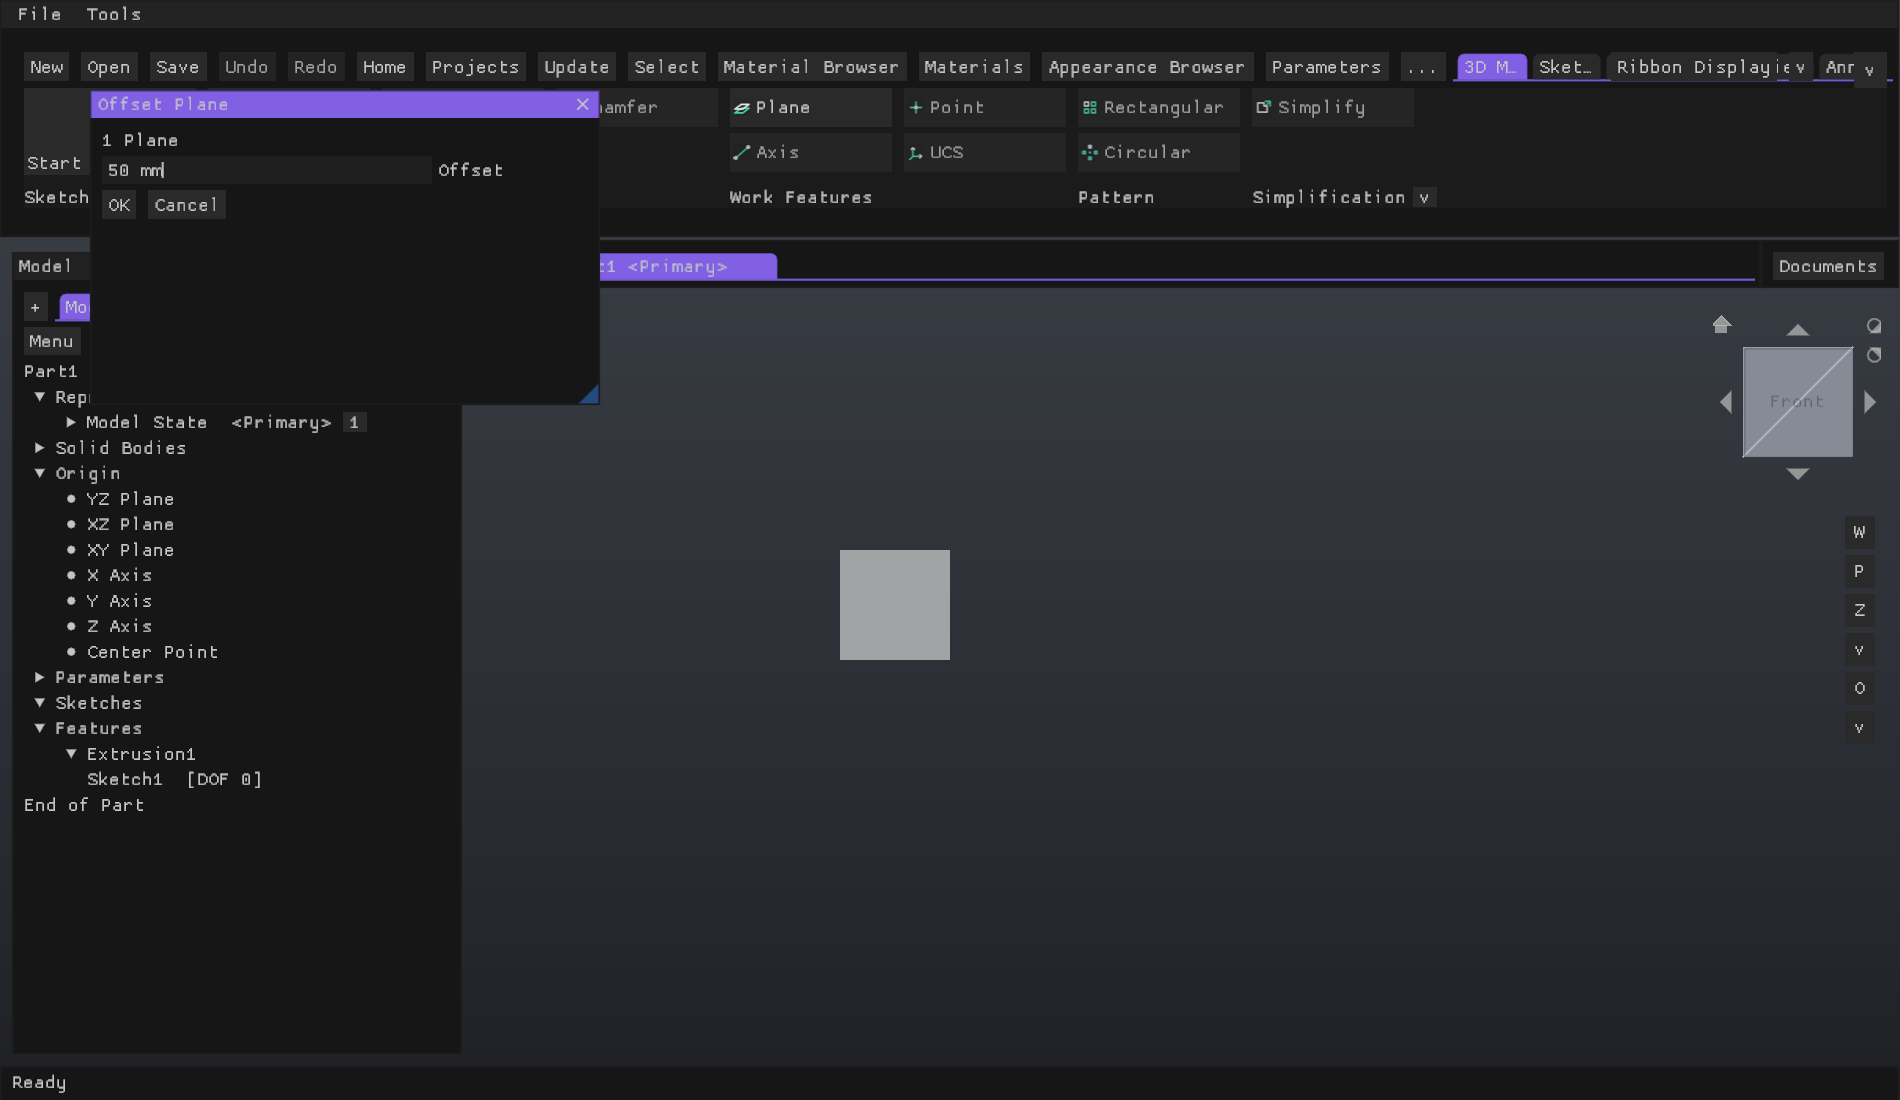 File Tools
New Open Save Undo Redo Home Projects Update Select Material Browser Materials Appearance Browser Parameters ... 3D M… Sket… Ribbon Display v v
Offset Plane
1 Plane
50 mm Offset
OK Cancel
Start
Sketch
amfer
Plane Point Rectangular Simplify
Axis UCS Circular
Work Features Pattern Simplification v
Model t1 <Primary> Documents
+ Mo
Menu
Part1
Rep
Model State <Primary> 1
Solid Bodies
Origin
YZ Plane
XZ Plane
XY Plane
X Axis
Y Axis
Z Axis
Center Point
Parameters
Sketches
Features
Extrusion1
Sketch1 [DOF 0]
End of Part
Front
W
P
Z
v
O
v
Ready